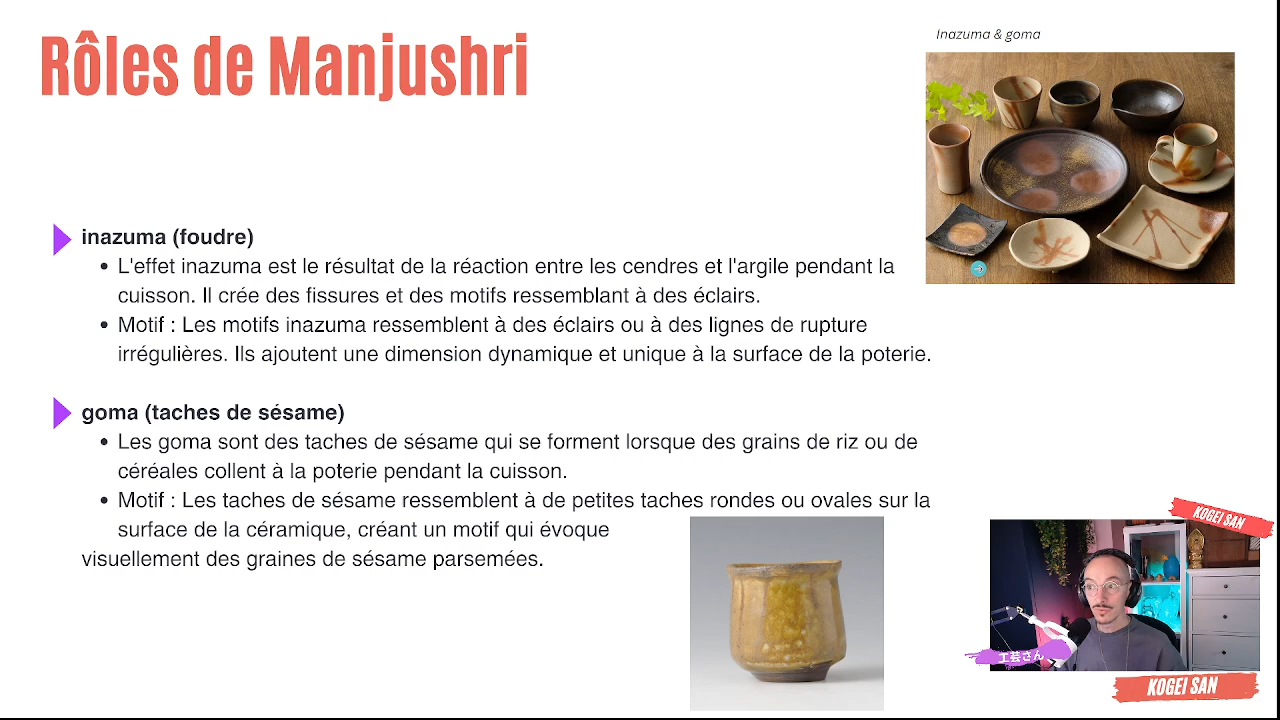 Rôles de Manjushri
Inazuma & goma
inazuma (foudre)
L'effet inazuma est le résultat de la réaction entre les cendres et l'argile pendant la
cuisson. Il crée des fissures et des motifs ressemblant à des éclairs.
Motif : Les motifs inazuma ressemblent à des éclairs ou à des lignes de rupture
irrégulières. Ils ajoutent une dimension dynamique et unique à la surface de la poterie.
goma (taches de sésame)
Les goma sont des taches de sésame qui se forment lorsque des grains de riz ou de
céréales collent à la poterie pendant la cuisson.
Motif : Les taches de sésame ressemblent à de petites taches rondes ou ovales sur la
surface de la céramique, créant un motif qui évoque
visuellement des graines de sésame parsemées.
KOGEI SAN
工芸さん
KOGEI SAN